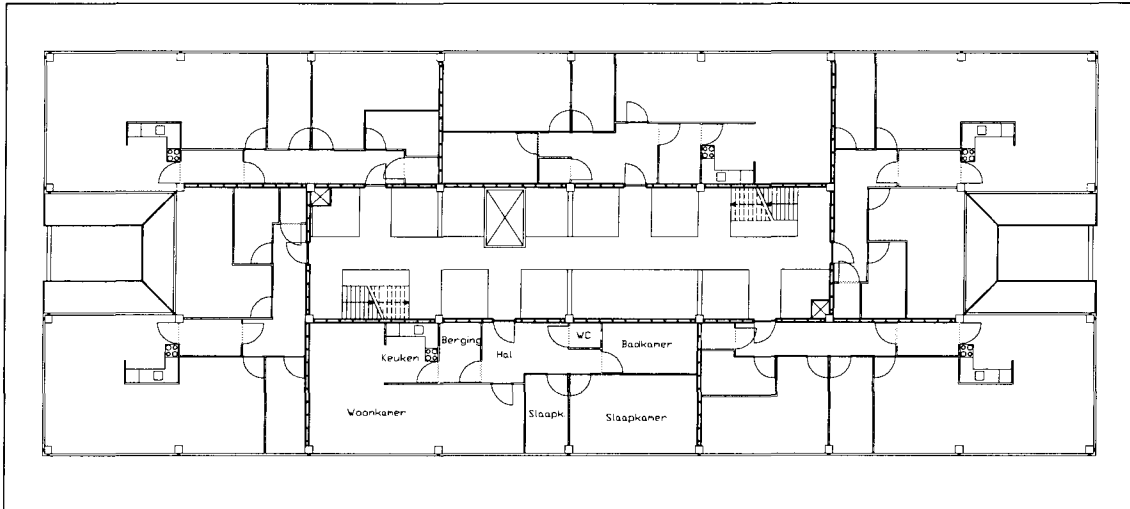 WC
Berging
Badkamer
Keuken
Hal
Woonkamer
Slaapk.
Slaapkamer